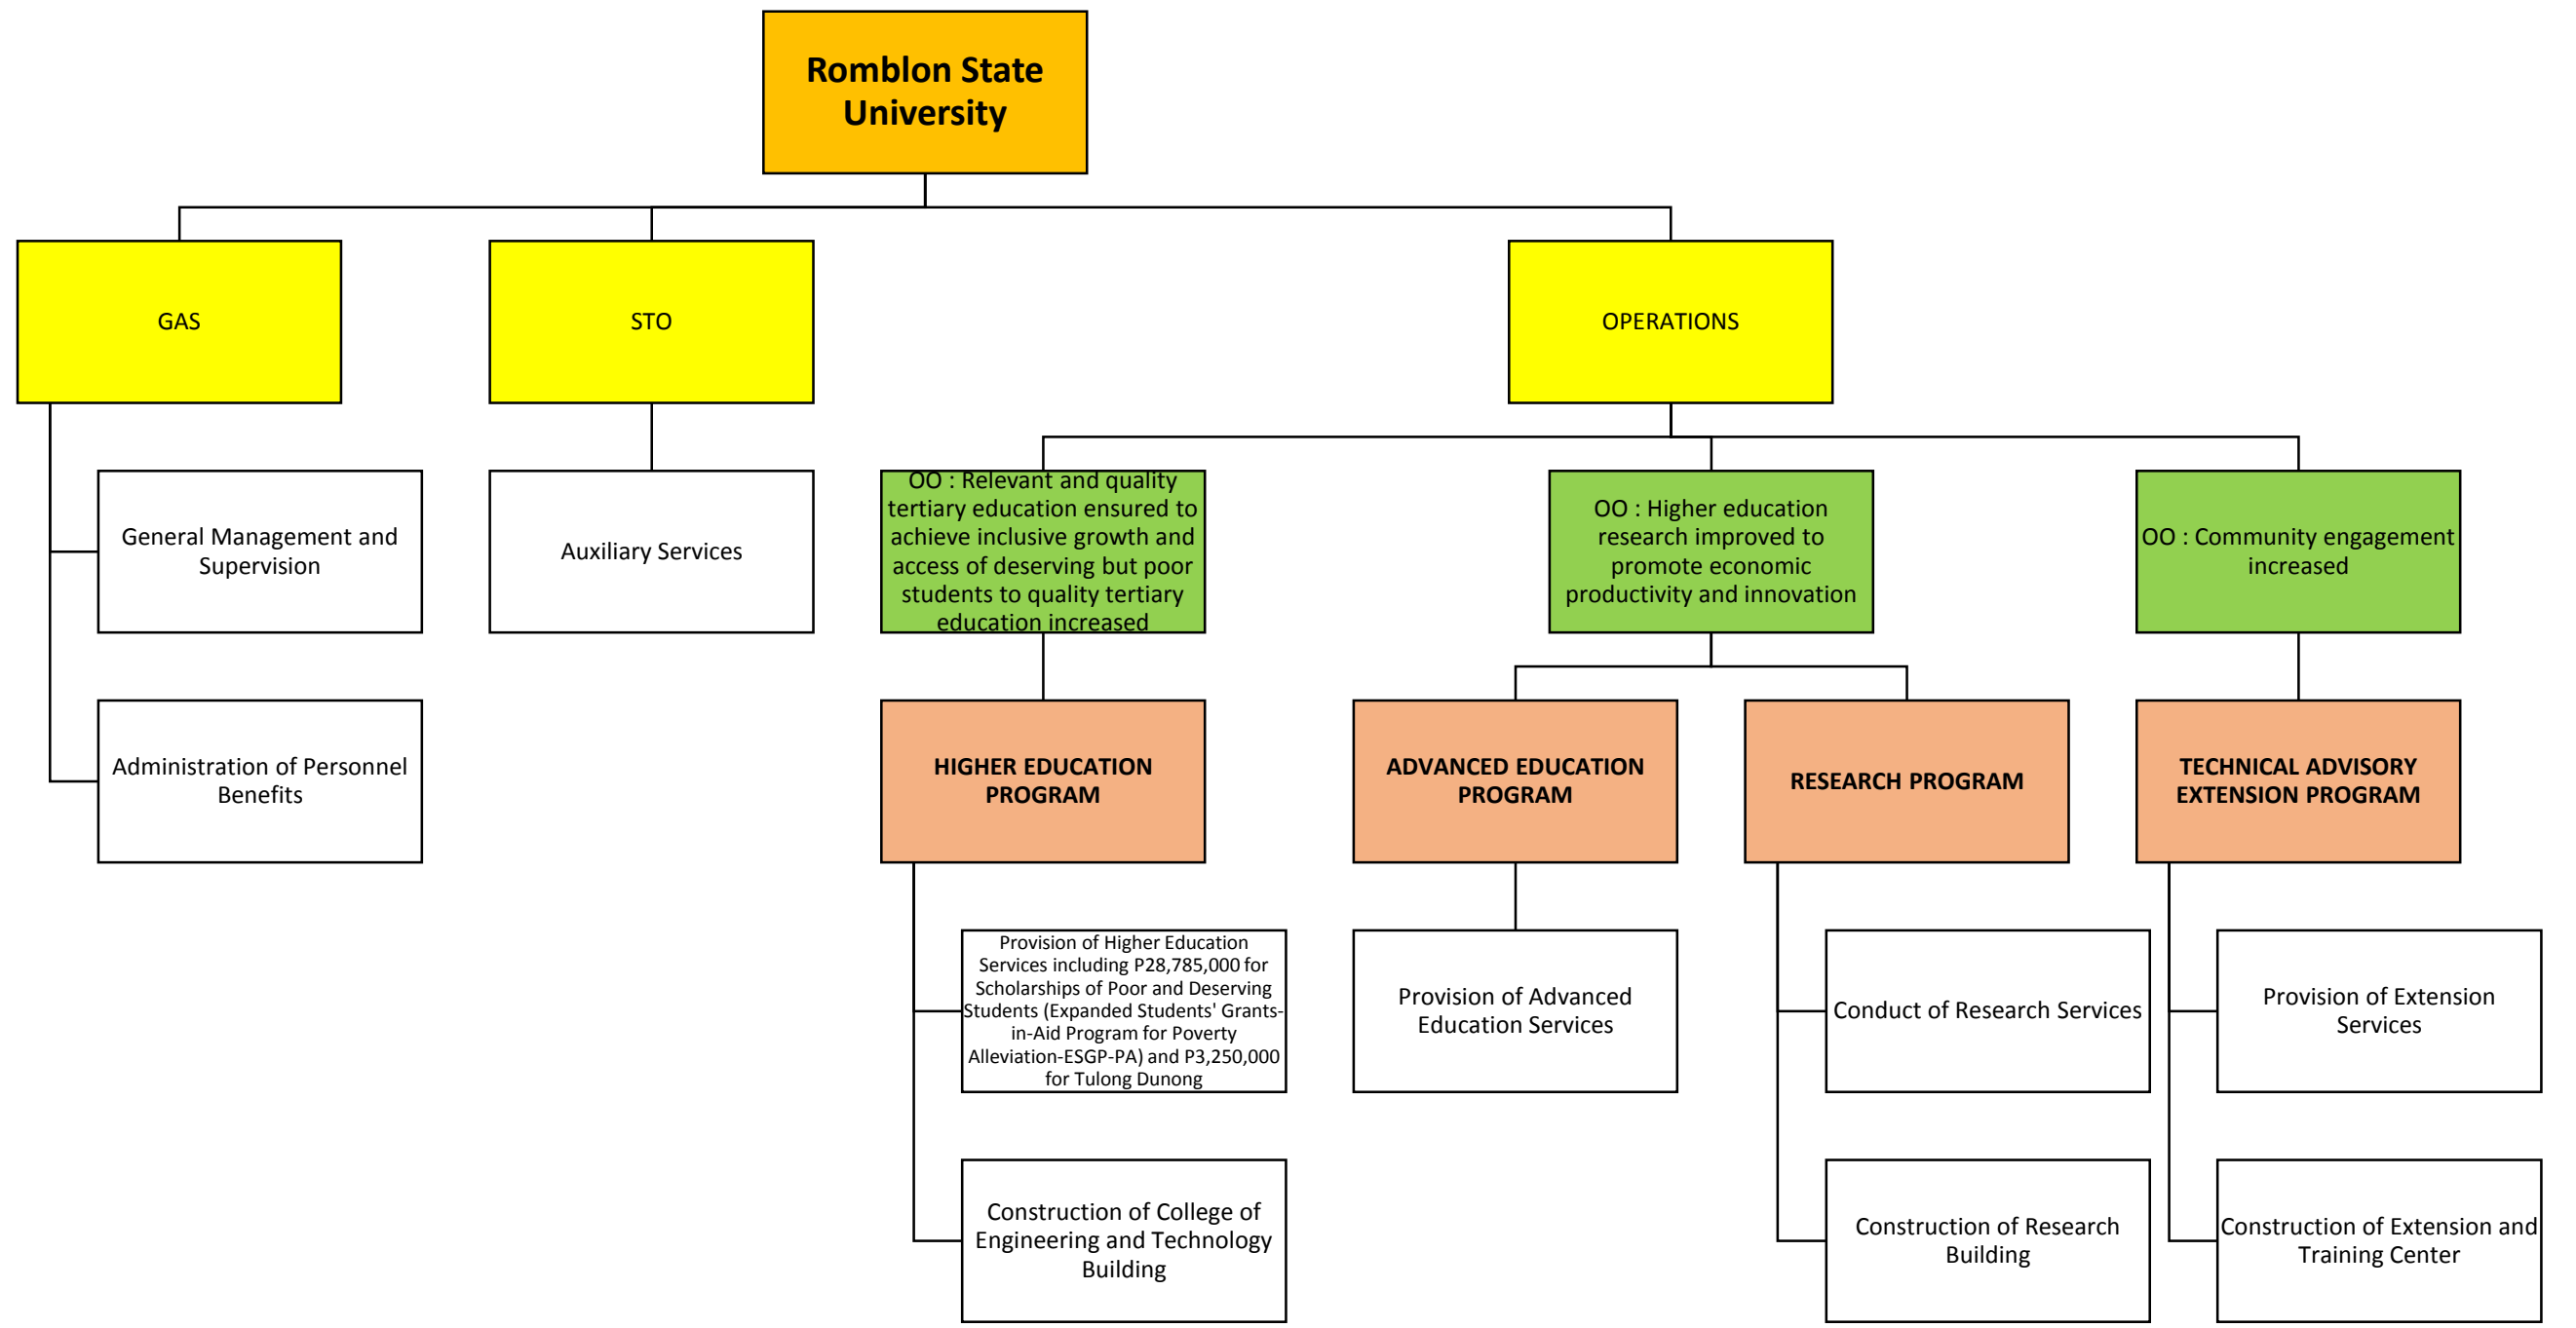 Romblon State
University
GAS
STO
OPERATIONS
General Management and
Supervision
Auxiliary Services
OO : Relevant and quality
tertiary education ensured to
achieve inclusive growth and
access of deserving but poor
students to quality tertiary
education increased
OO : Higher education
research improved to
promote economic
productivity and innovation
OO : Community engagement
increased
Administration of Personnel
Benefits
HIGHER EDUCATION
PROGRAM
ADVANCED EDUCATION
PROGRAM
RESEARCH PROGRAM
TECHNICAL ADVISORY
EXTENSION PROGRAM
Provision of Higher Education
Services including P28,785,000 for
Scholarships of Poor and Deserving
Students (Expanded Students' Grants-
in-Aid Program for Poverty
Alleviation-ESGP-PA) and P3,250,000
for Tulong Dunong
Provision of Advanced
Education Services
Conduct of Research Services
Provision of Extension
Services
Construction of College of
Engineering and Technology
Building
Construction of Research
Building
Construction of Extension and
Training Center